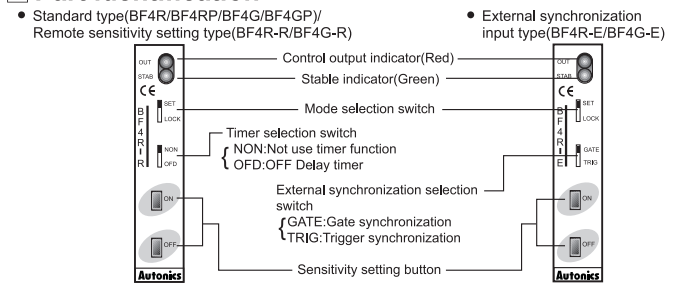 ● Standard type(BF4R/BF4RP/BF4G/BF4GP)/
Remote sensitivity setting type(BF4R-R/BF4G-R)
● External synchronization
input type(BF4R-E/BF4G-E)
OUT
STAB
CE
SET
LOCK
BF4R-R
NON
OFD
ON
OFF
Autonics
Control output indicator(Red)
Stable indicator(Green)
Mode selection switch
Timer selection switch
NON:Not use timer function
OFD:OFF Delay timer
External synchronization selection
switch
GATE:Gate synchronization
TRIG:Trigger synchronization
Sensitivity setting button
OUT
STAB
CE
SET
LOCK
BF4R-E
GATE
TRIG
ON
OFF
Autonics